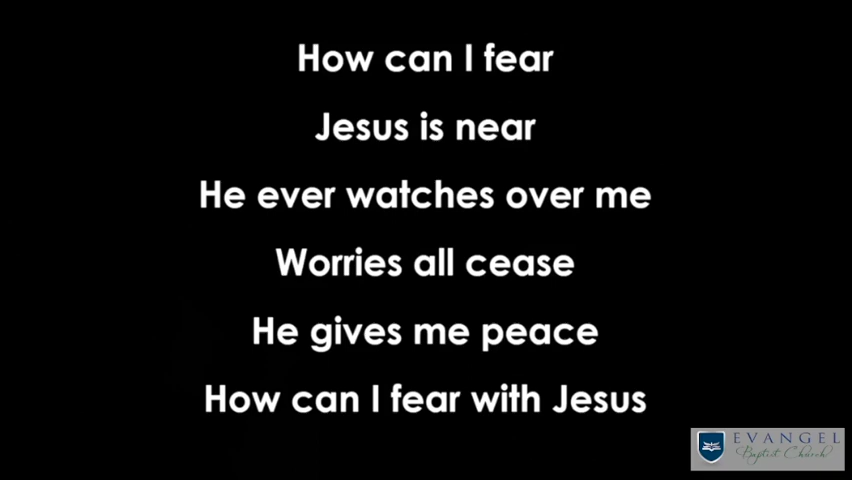 How can I fear
Jesus is near
He ever watches over me
Worries all cease
He gives me peace
How can I fear with Jesus
EVANGEL
Baptist Church